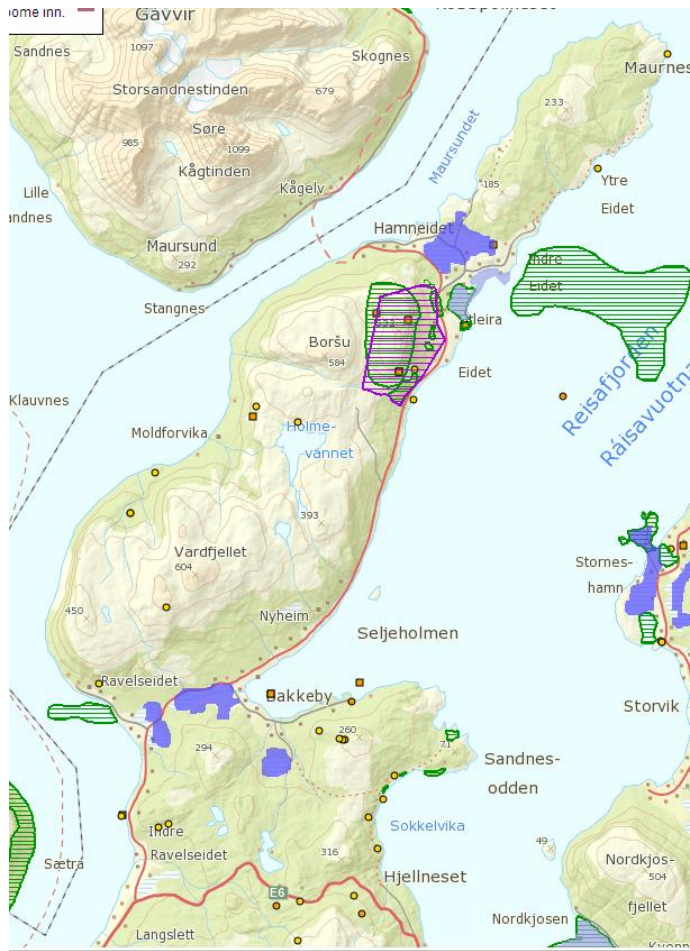 oome inn.
Gávvir
Sandnes
1097
Skognes
Maurnes
Storsandnestinden
679
233
Søre
985
1099
Kågtinden
Maursundet
Lille
185
Ytre
Kågelv
andnes
Eidet
Hamneidet
Maursund
292
Indre
Stangnes
Eidet
Heira
Boršu
584
Eidet
Reisafjorden
Klauvnes
Ráisavuotna
Moldforvika
Holme-
vannet
393
Vardfjellet
604
Stornes-
hamn
450
Nyheim
Seljeholmen
Ravelseidet
Bakkeby
Storvik
260
294
71
Sandnes-
odden
Sokkelvika
Indre
Ravelseidet
49
Sætra
316
Nordkjos-
504
Hjellneset
fjellet
E6
Nordkjosen
Langslett